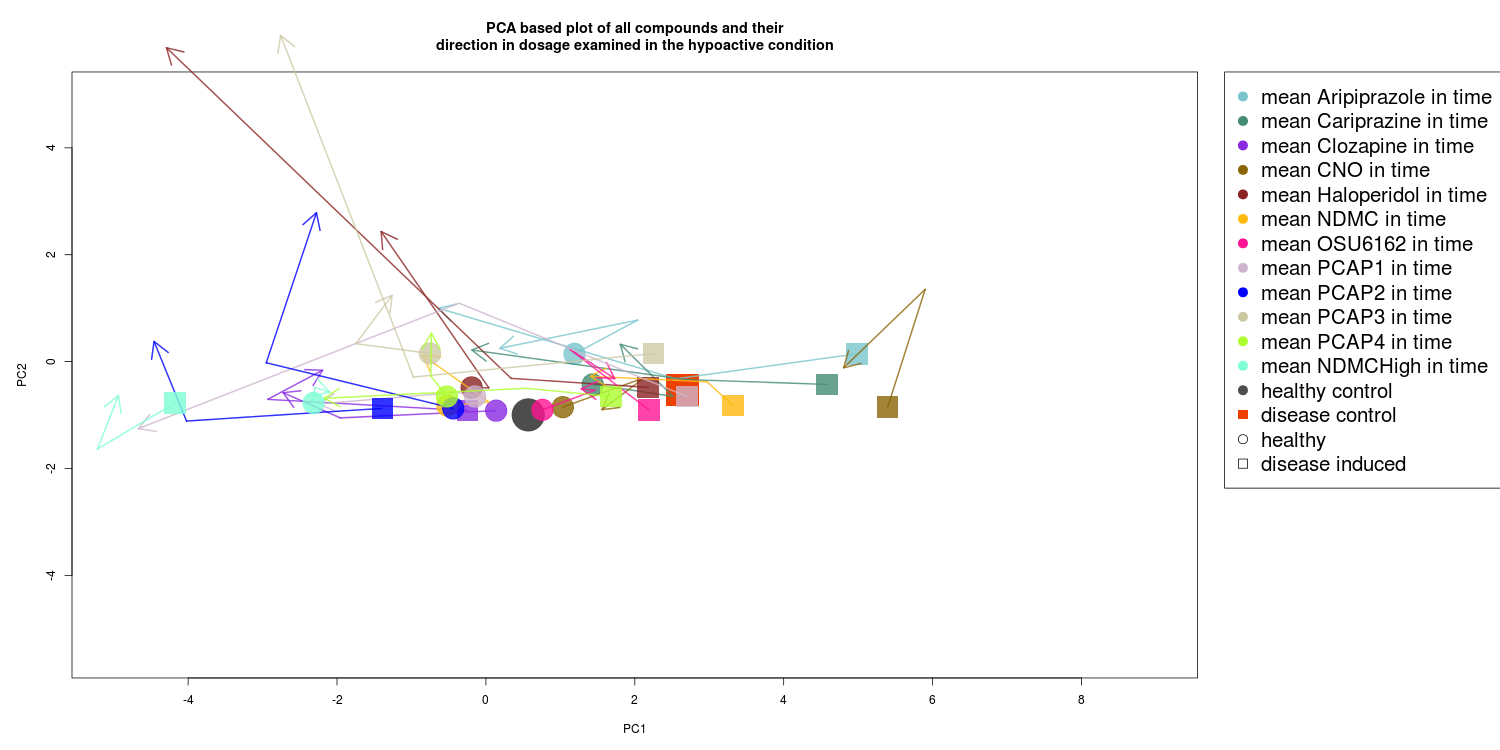 PCA based plot of all compounds and their
direction in dosage examined in the hypoactive condition
4
2
0
-2
-4
PC2
-4
-2
0
2
4
6
8
PC1
mean Aripiprazole in time
mean Cariprazine in time
mean Clozapine in time
mean CNO in time
mean Haloperidol in time
mean NDMC in time
mean OSU6162 in time
mean PCAP1 in time
mean PCAP2 in time
mean PCAP3 in time
mean PCAP4 in time
mean NDMCHigh in time
healthy control
disease control
healthy
disease induced